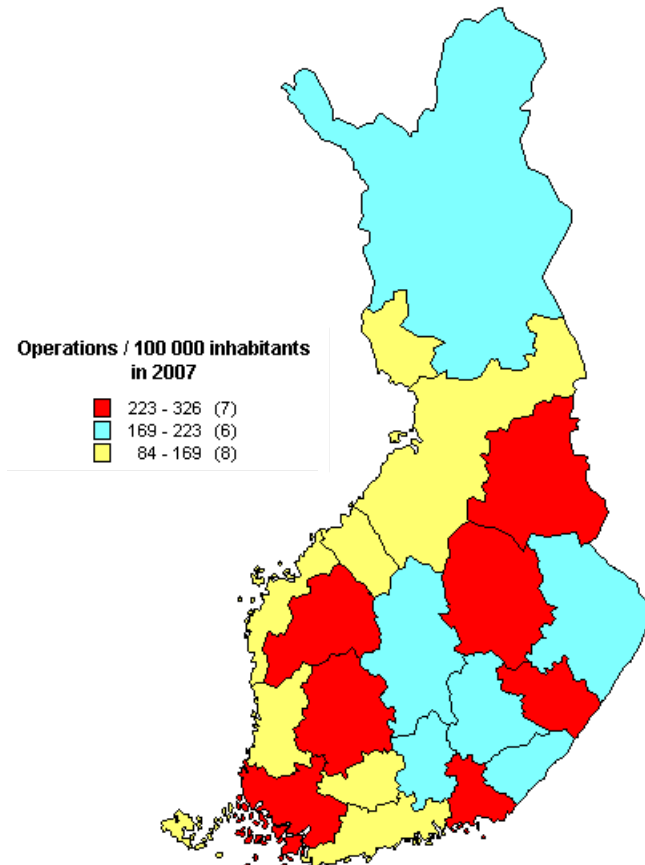 Operations / 100 000 inhabitants
in 2007
223 - 326 (7)
169 - 223 (6)
84 - 169 (8)